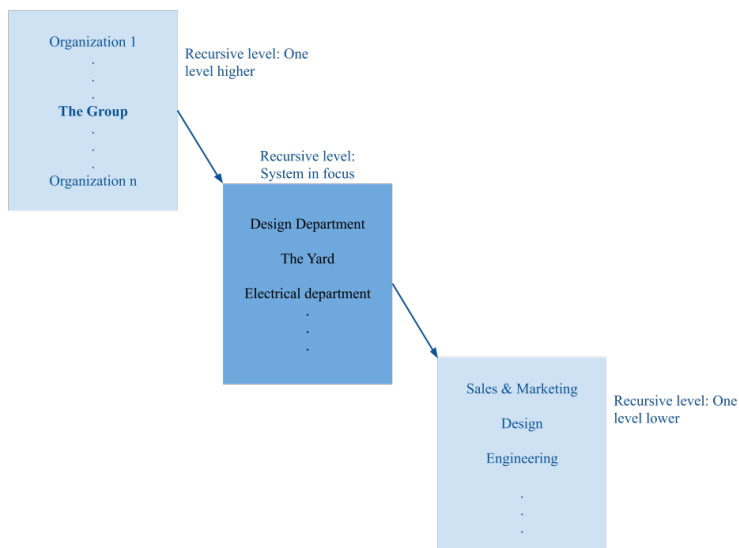 Organization 1
.
.
.
The Group
.
.
.
Organization n
Recursive level: One
level higher
Recursive level:
System in focus
Design Department
The Yard
Electrical department
.
.
.
Sales & Marketing
Design
Engineering
.
.
.
Recursive level: One
level lower